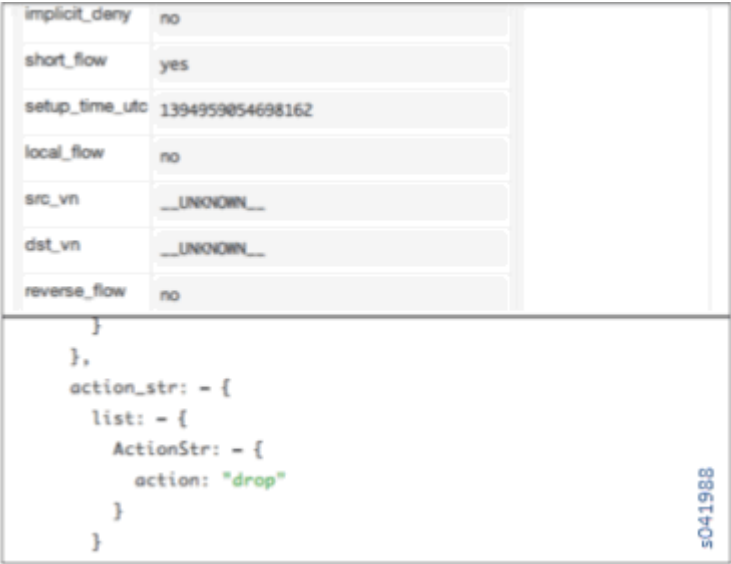 implicit_deny no
short_flow yes
setup_time_utc 1394959054698162
local_flow no
src_vn __UNKNOWN__
dst_vn __UNKNOWN__
reverse_flow no
}
},
action_str: – {
list: – {
ActionStr: – {
action: "drop"
}
}
s041988